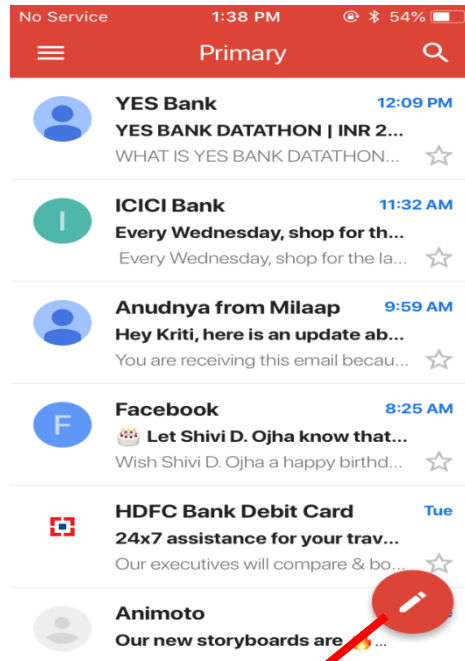 No Service 1:38 PM 54%
Primary
YES Bank 12:09 PM
YES BANK DATATHON | INR 2...
WHAT IS YES BANK DATATHON...
I
ICICI Bank 11:32 AM
Every Wednesday, shop for th...
Every Wednesday, shop for the la...
Anudnya from Milaap 9:59 AM
Hey Kriti, here is an update ab...
You are receiving this email becau...
F
Facebook 8:25 AM
🎂 Let Shivi D. Ojha know that...
Wish Shivi D. Ojha a happy birthd...
HDFC Bank Debit Card Tue
24x7 assistance for your trav...
Our executives will compare & bo...
Animoto
Our new storyboards are 🔥...